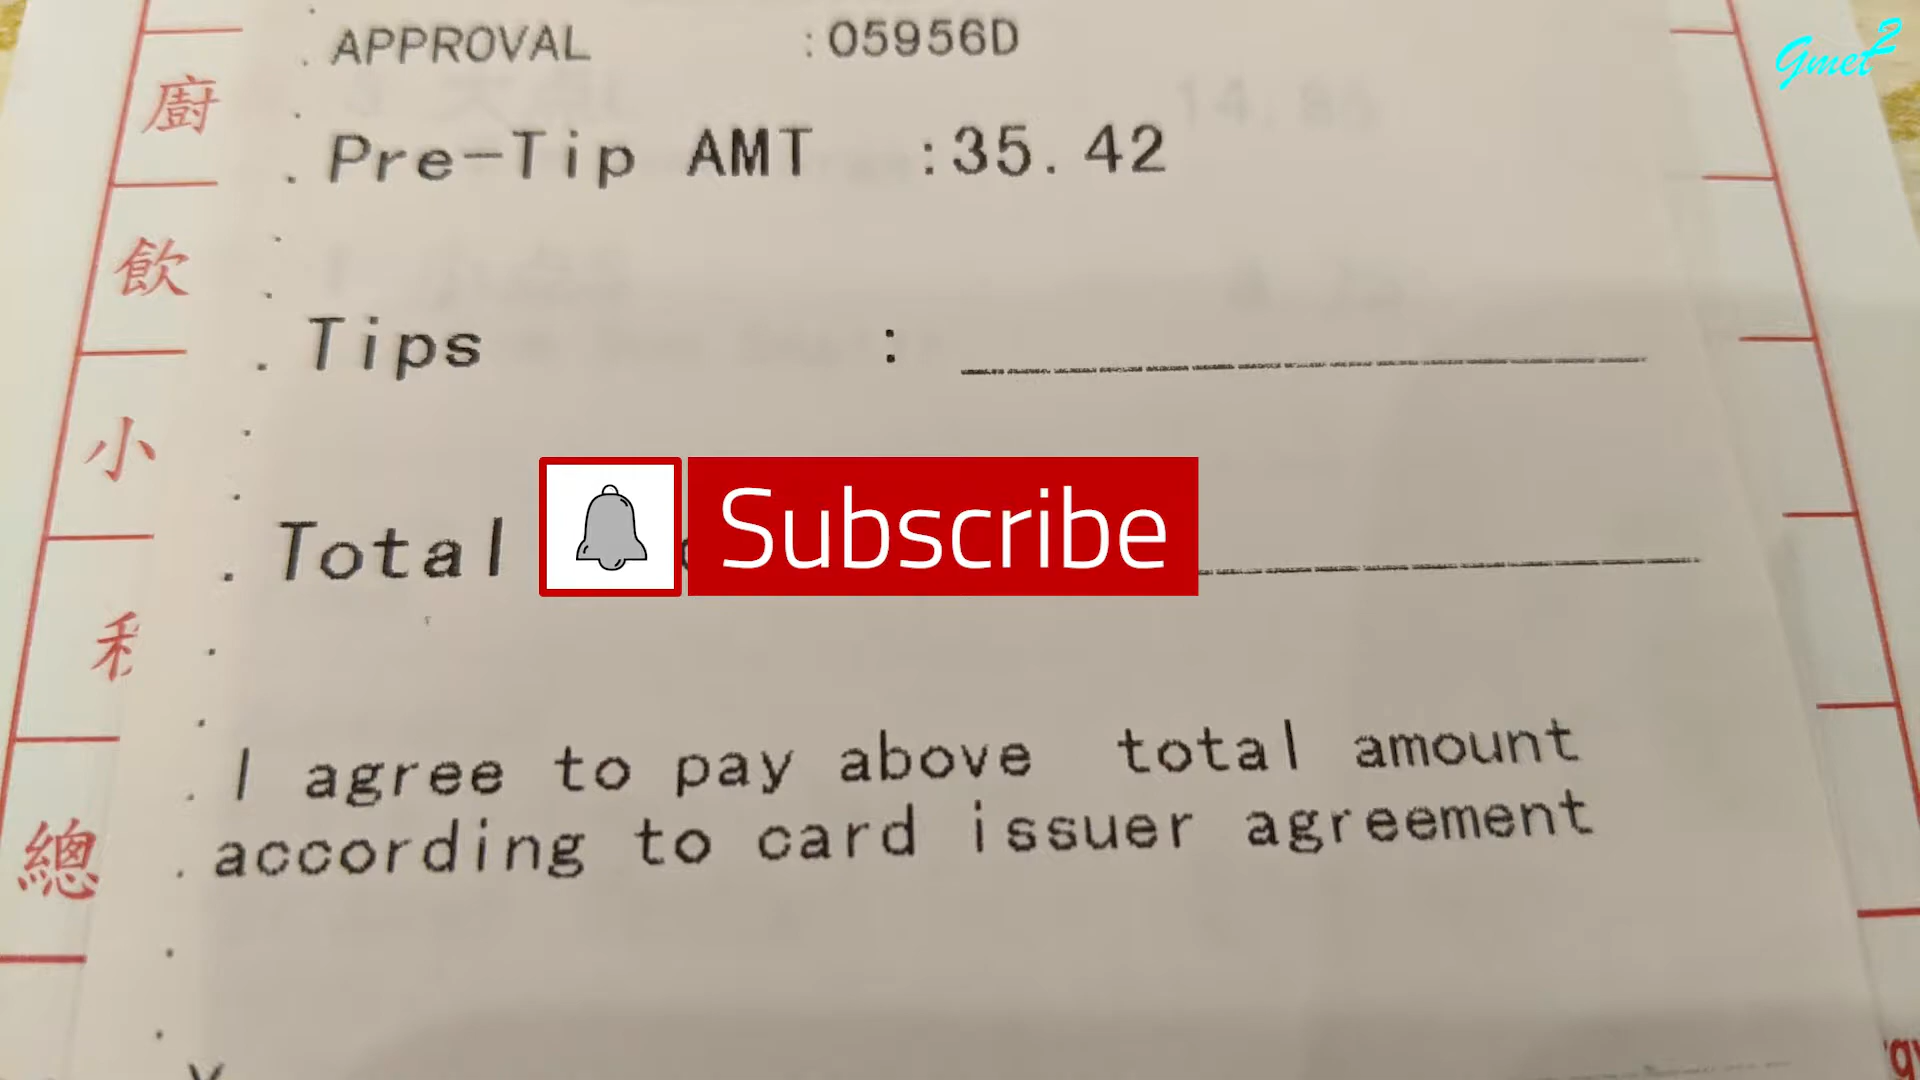 APPROVAL :05956D
Gmet2
廚
Pre-Tip AMT :35.42
飲
Tips :
小
Total
Subscribe
I agree to pay above total amount
according to card issuer agreement
總